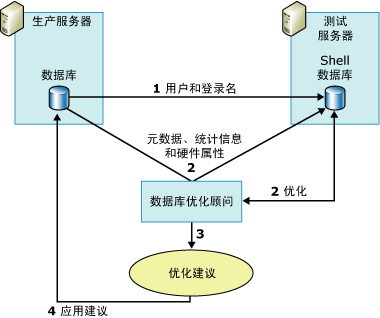 生产服务器
数据库
测试
服务器
Shell
数据库
1 用户和登录名
元数据、统计信息
和硬件属性
2
2 优化
数据库优化顾问
3
优化建议
4 应用建议